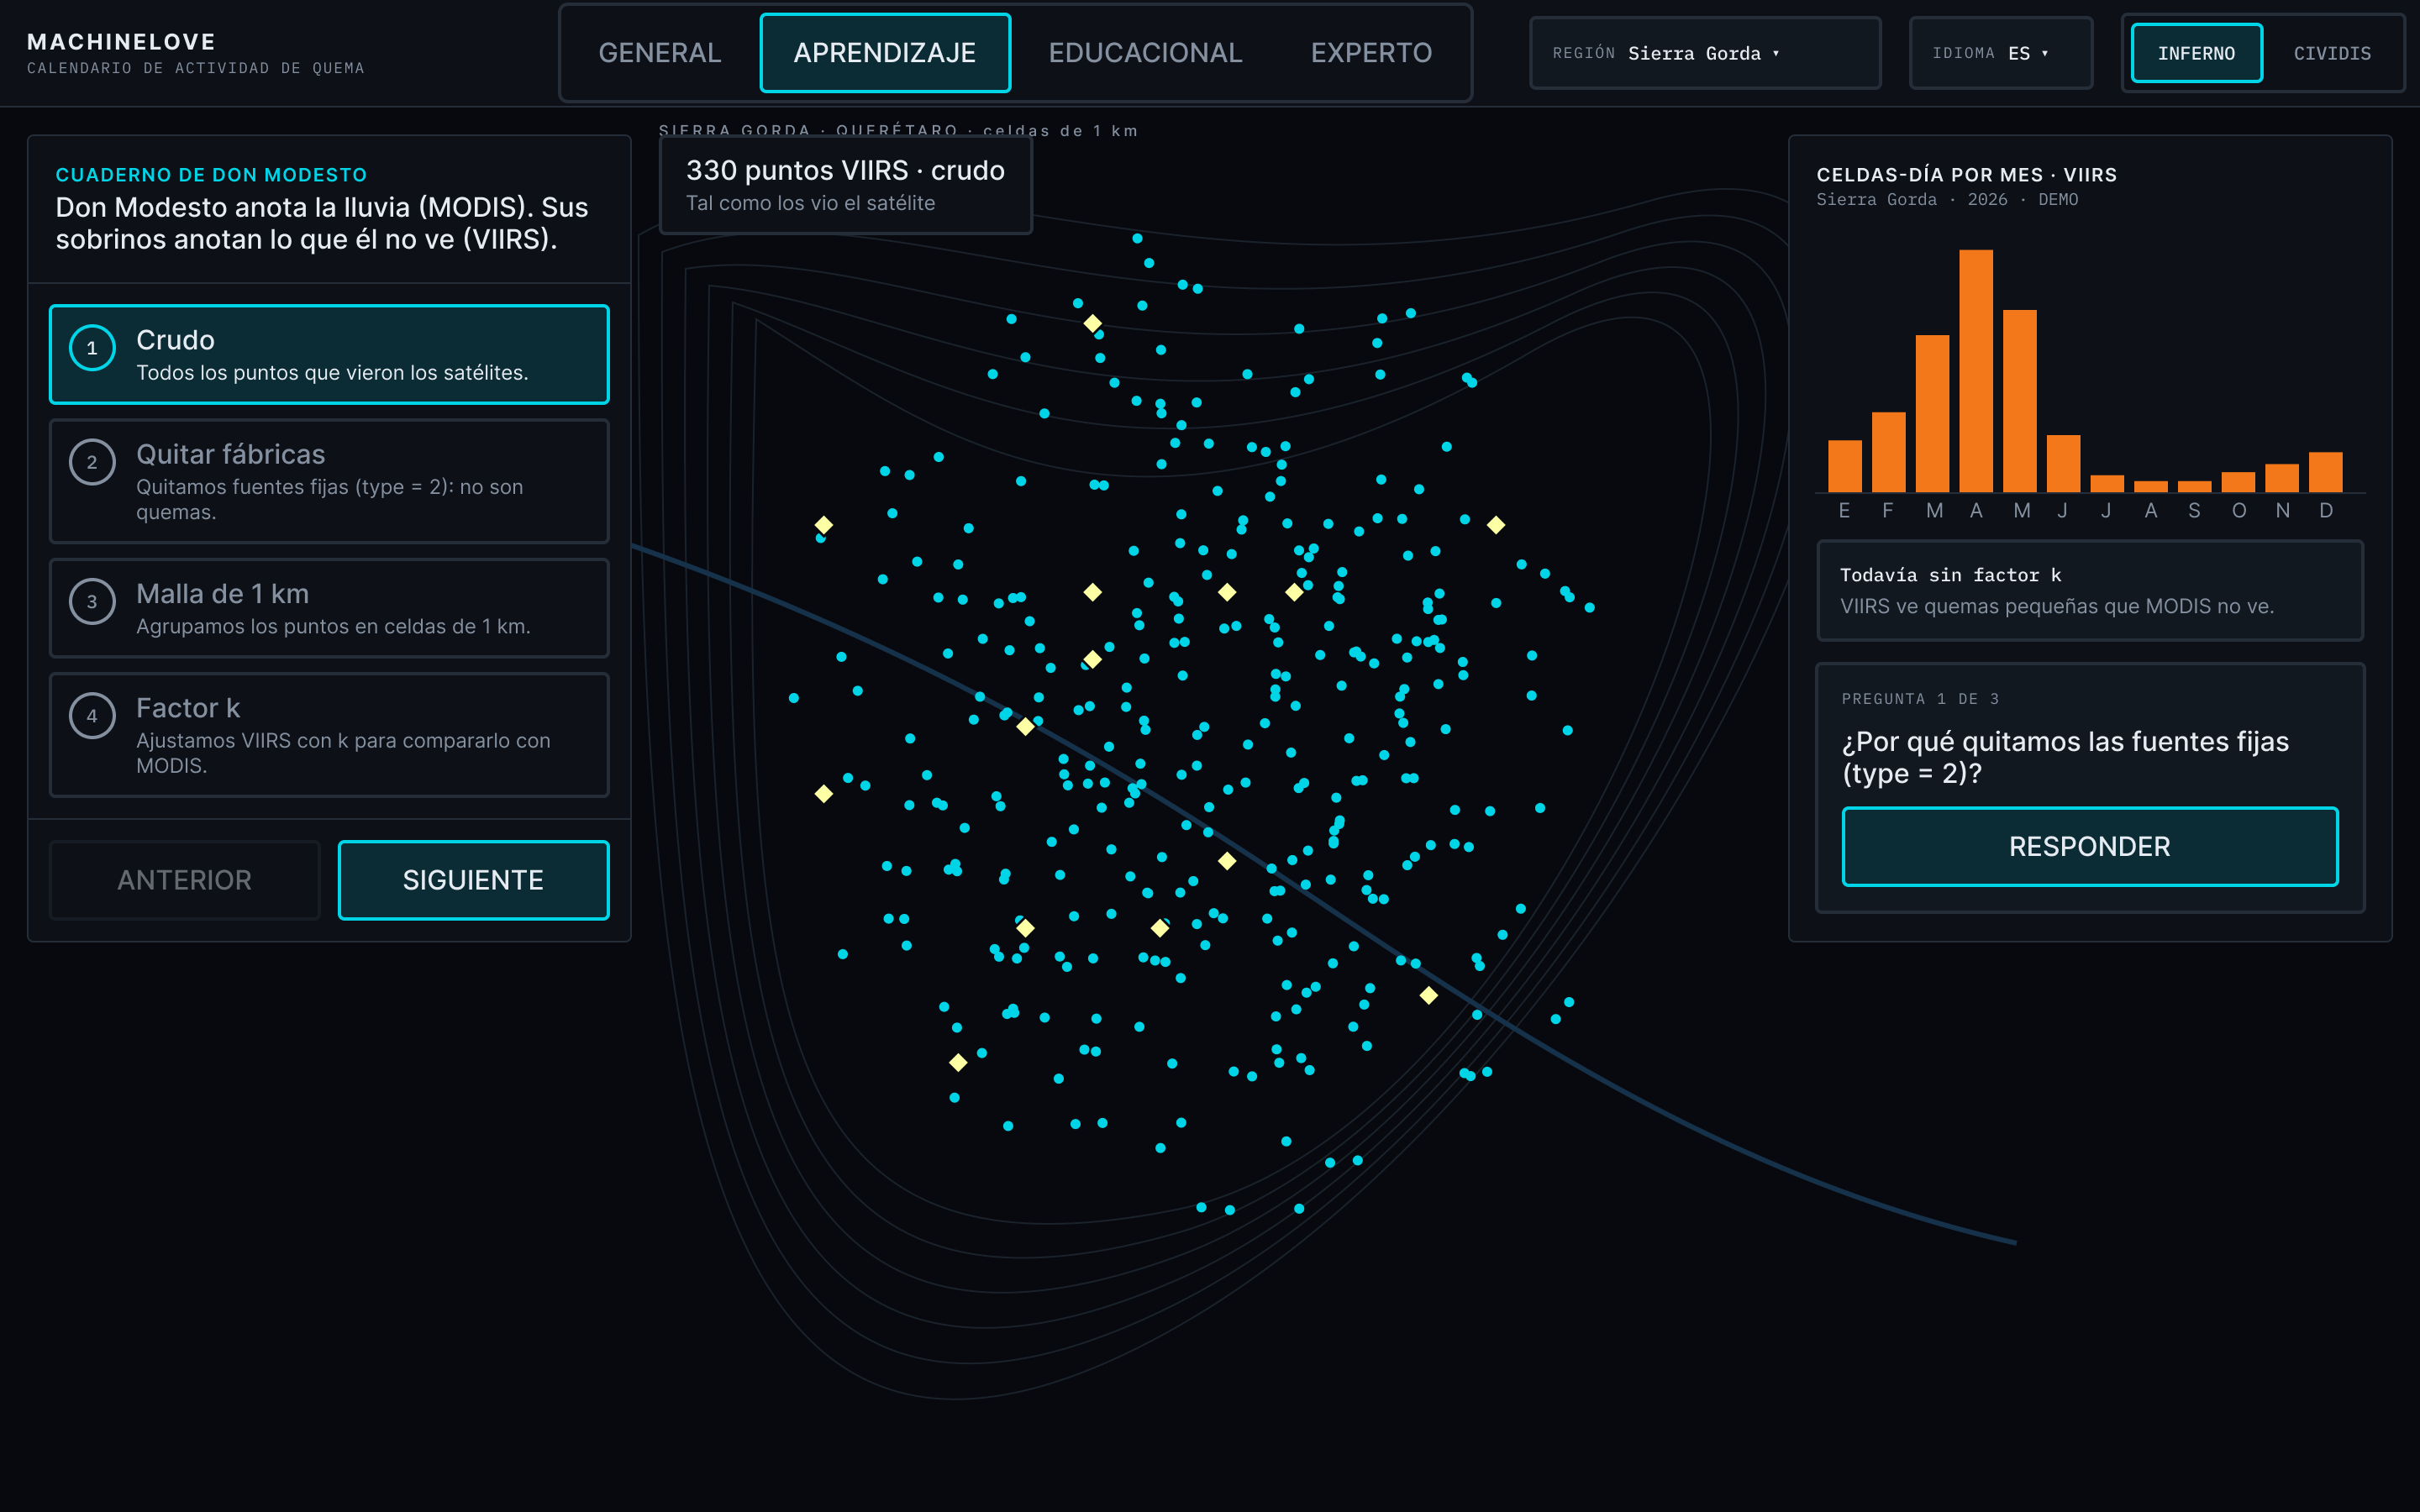 MACHINELOVE
CALENDARIO DE ACTIVIDAD DE QUEMA
GENERAL
APRENDIZAJE
EDUCACIONAL
EXPERTO
REGIÓN Sierra Gorda ▾
IDIOMA ES ▾
INFERNO
CIVIDIS
CUADERNO DE DON MODESTO
Don Modesto anota la lluvia (MODIS). Sus
sobrinos anotan lo que él no ve (VIIRS).
1
Crudo
Todos los puntos que vieron los satélites.
2
Quitar fábricas
Quitamos fuentes fijas (type = 2): no son
quemas.
3
Malla de 1 km
Agrupamos los puntos en celdas de 1 km.
4
Factor k
Ajustamos VIIRS con k para compararlo con
MODIS.
ANTERIOR
SIGUIENTE
SIERRA GORDA · QUERÉTARO · celdas de 1 km
330 puntos VIIRS · crudo
Tal como los vio el satélite
CELDAS-DÍA POR MES · VIIRS
Sierra Gorda · 2026 · DEMO
E F M A M J J A S O N D
Todavía sin factor k
VIIRS ve quemas pequeñas que MODIS no ve.
PREGUNTA 1 DE 3
¿Por qué quitamos las fuentes fijas
(type = 2)?
RESPONDER